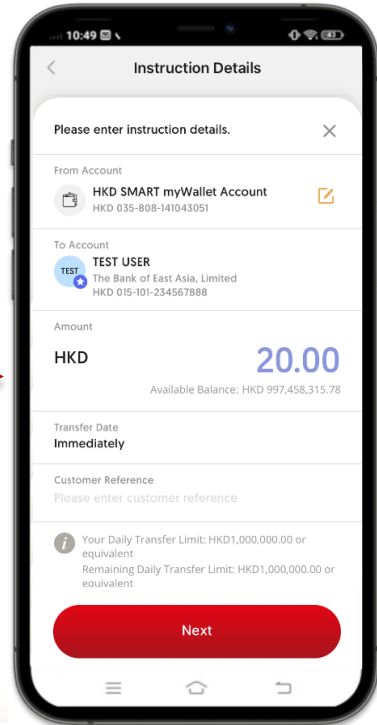 10:49
43
Instruction Details
Please enter instruction details.
From Account
HKD SMART myWallet Account
HKD 035-808-141043051
To Account
TEST
TEST USER
The Bank of East Asia, Limited
HKD 015-101-234567888
Amount
HKD
20.00
Available Balance: HKD 997,458,315.78
Transfer Date
Immediately
Customer Reference
Please enter customer reference
i
Your Daily Transfer Limit: HKD1,000,000.00 or
equivalent
Remaining Daily Transfer Limit: HKD1,000,000.00 or
equivalent
Next